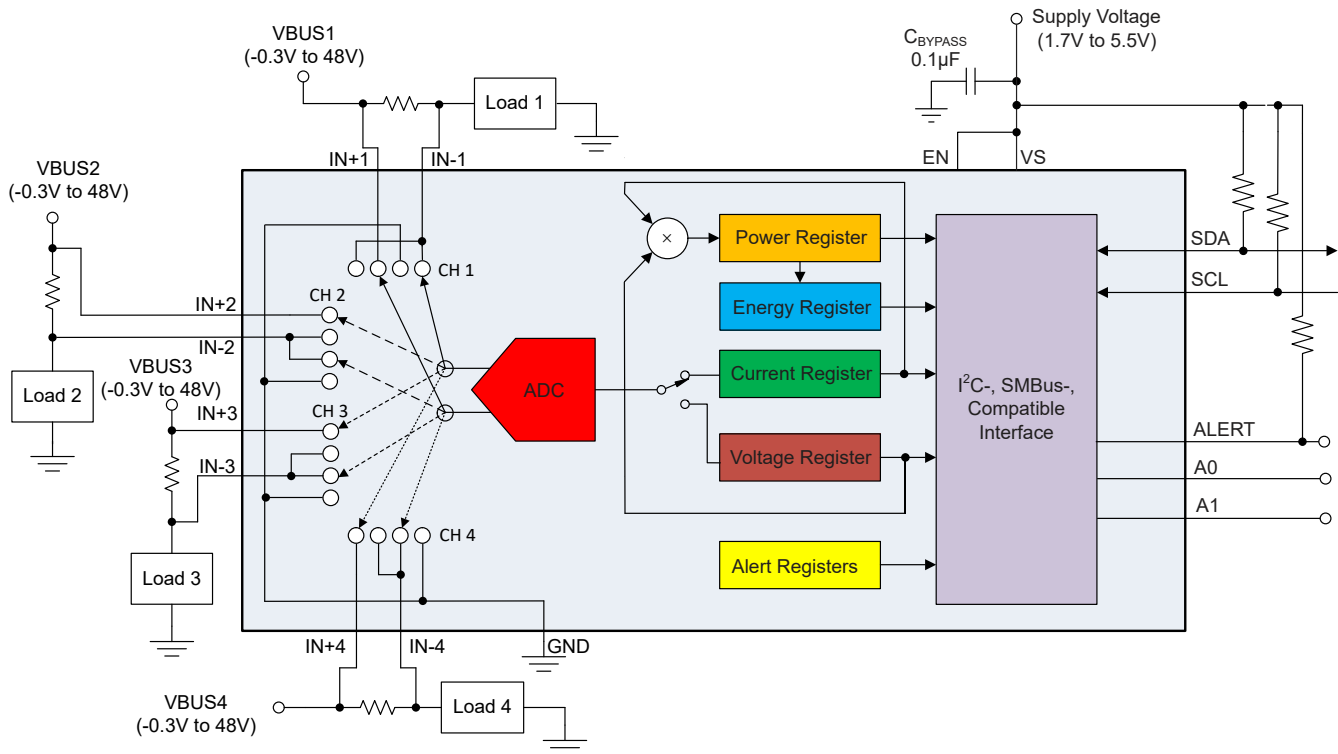 VBUS1
(-0.3V to 48V)
Load 1
IN+1
IN-1
Supply Voltage
(1.7V to 5.5V)
C_BYPASS
0.1µF
EN
VS
VBUS2
(-0.3V to 48V)
IN+2
IN-2
Load 2
VBUS3
(-0.3V to 48V)
IN+3
IN-3
Load 3
CH 1
CH 2
CH 3
CH 4
ADC
×
Power Register
Energy Register
Current Register
Voltage Register
Alert Registers
I²C-, SMBus-,
Compatible
Interface
SDA
SCL
ALERT
A0
A1
IN+4
IN-4
GND
VBUS4
(-0.3V to 48V)
Load 4